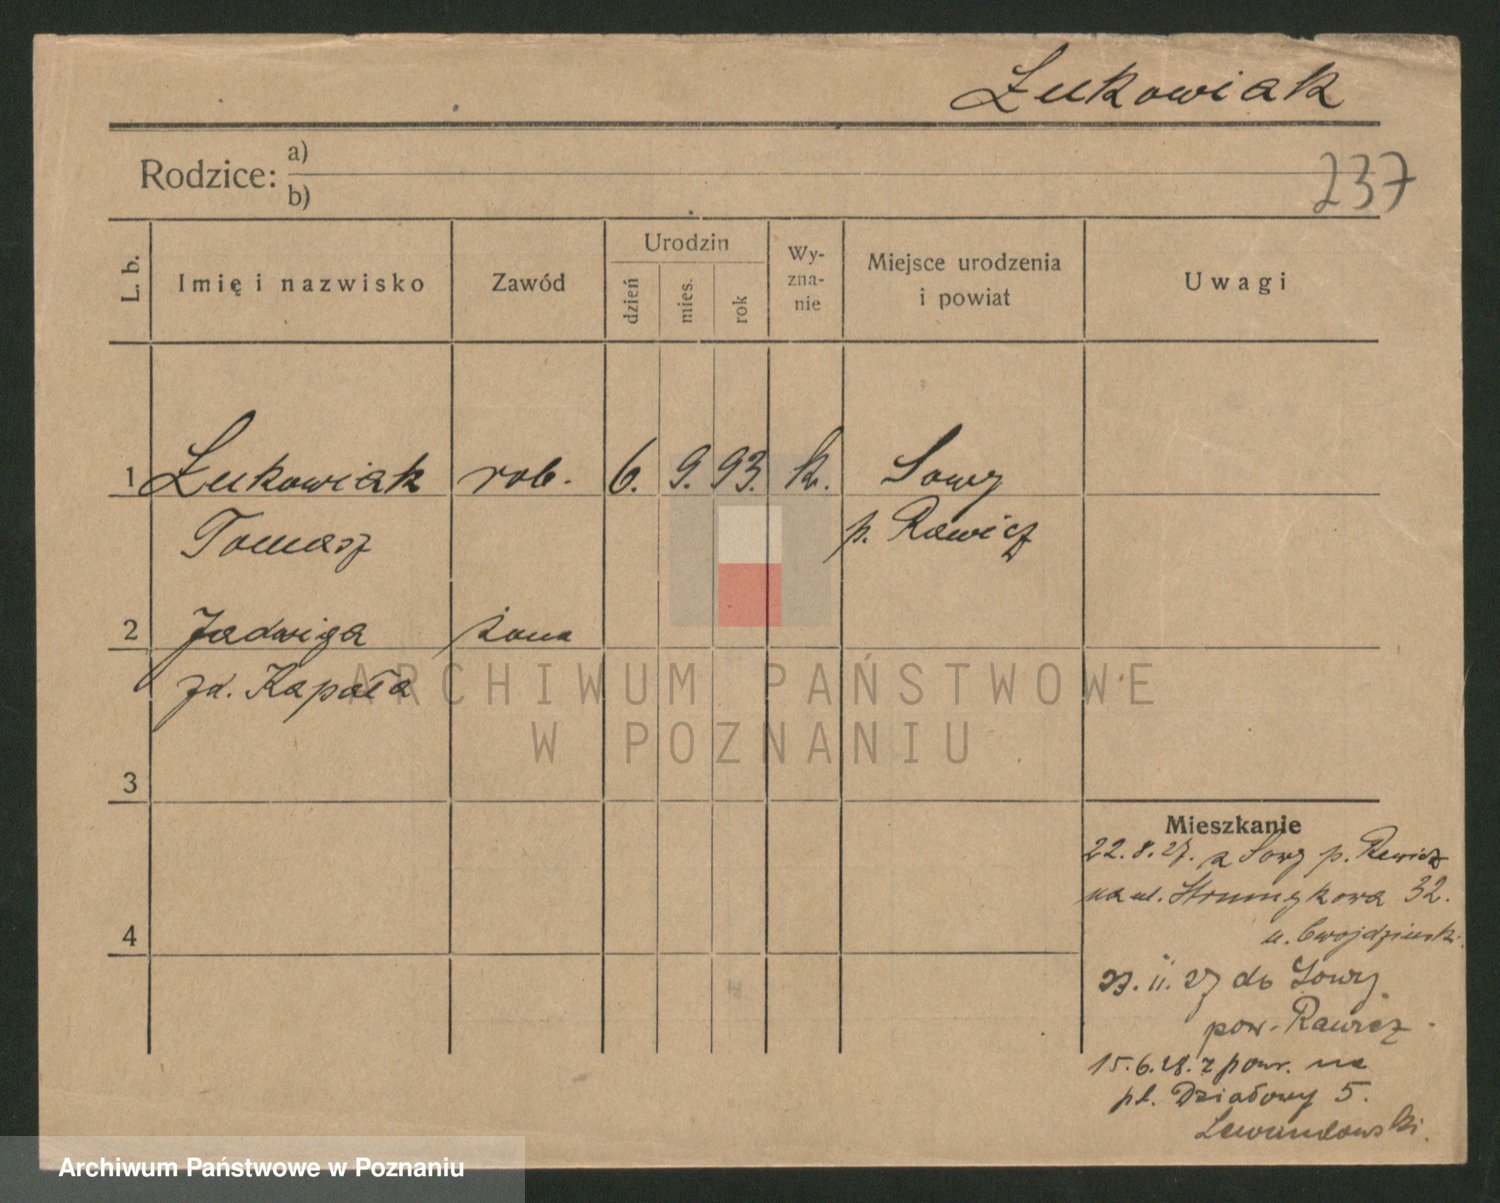 Łukowiak
237
Rodzice: a)
b)
L. b.
Imię i nazwisko
Zawód
Urodzin
dzień
mies.
rok
Wy-
zna-
nie
Miejsce urodzenia
i powiat
Uwagi
1 Łukowiak rob. 6. 9. 93. k. Sowy
Tomasz p. Rawicz
2 Jadwiga żona
zd. Kapała
3
4
Mieszkanie
22.8.27. z Sowy p. Rawicz
na ul. Strumykowa 32.
u. Cwojdziński.
23.11.27 do Sowy
pow. Rawicz.
15.6.28. z powr. na
pl. Działowy 5.
Lewandowski.
ARCHIWUM PAŃSTWOWE
W POZNANIU
Archiwum Państwowe w Poznaniu